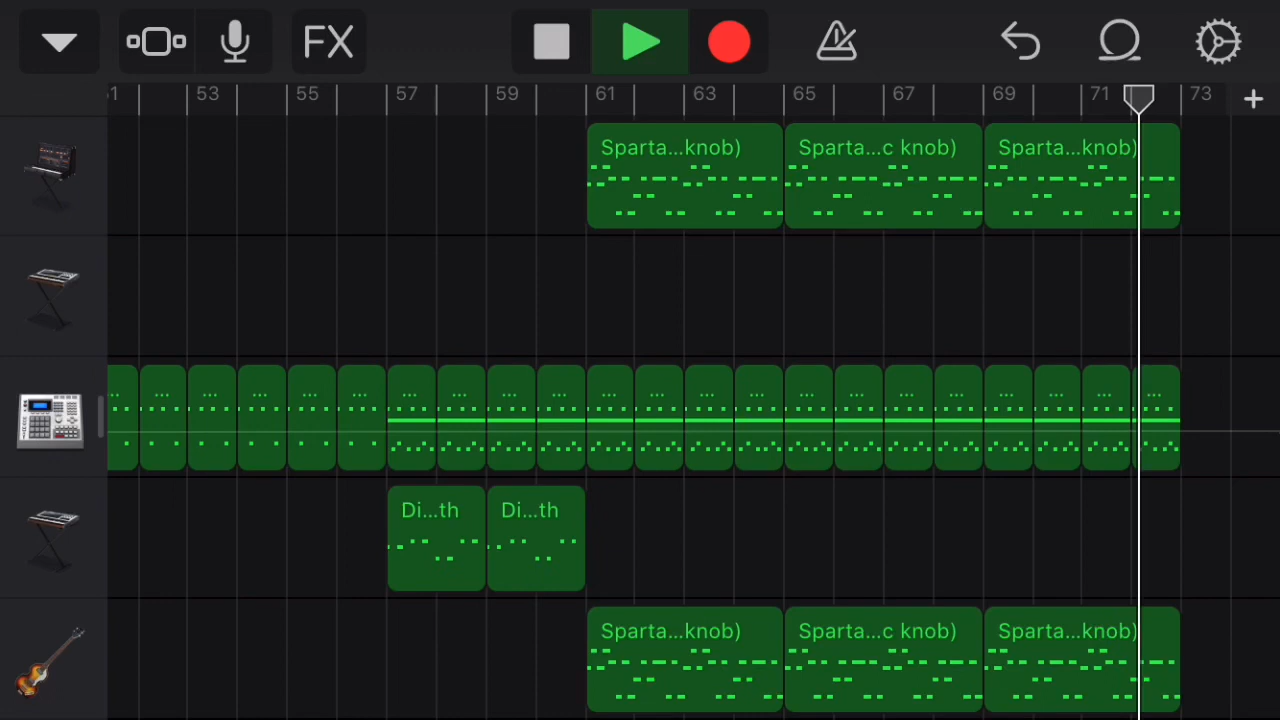 FX
51 53 55 57 59 61 63 65 67 69 71 73 +
Sparta...knob) Sparta...c knob) Sparta...knob)
... ... ... ... ... ... ... ... ... ... ... ... ... ... ... ... ... ... ... ... ... ...
Di...th Di...th
Sparta...knob) Sparta...c knob) Sparta...knob)